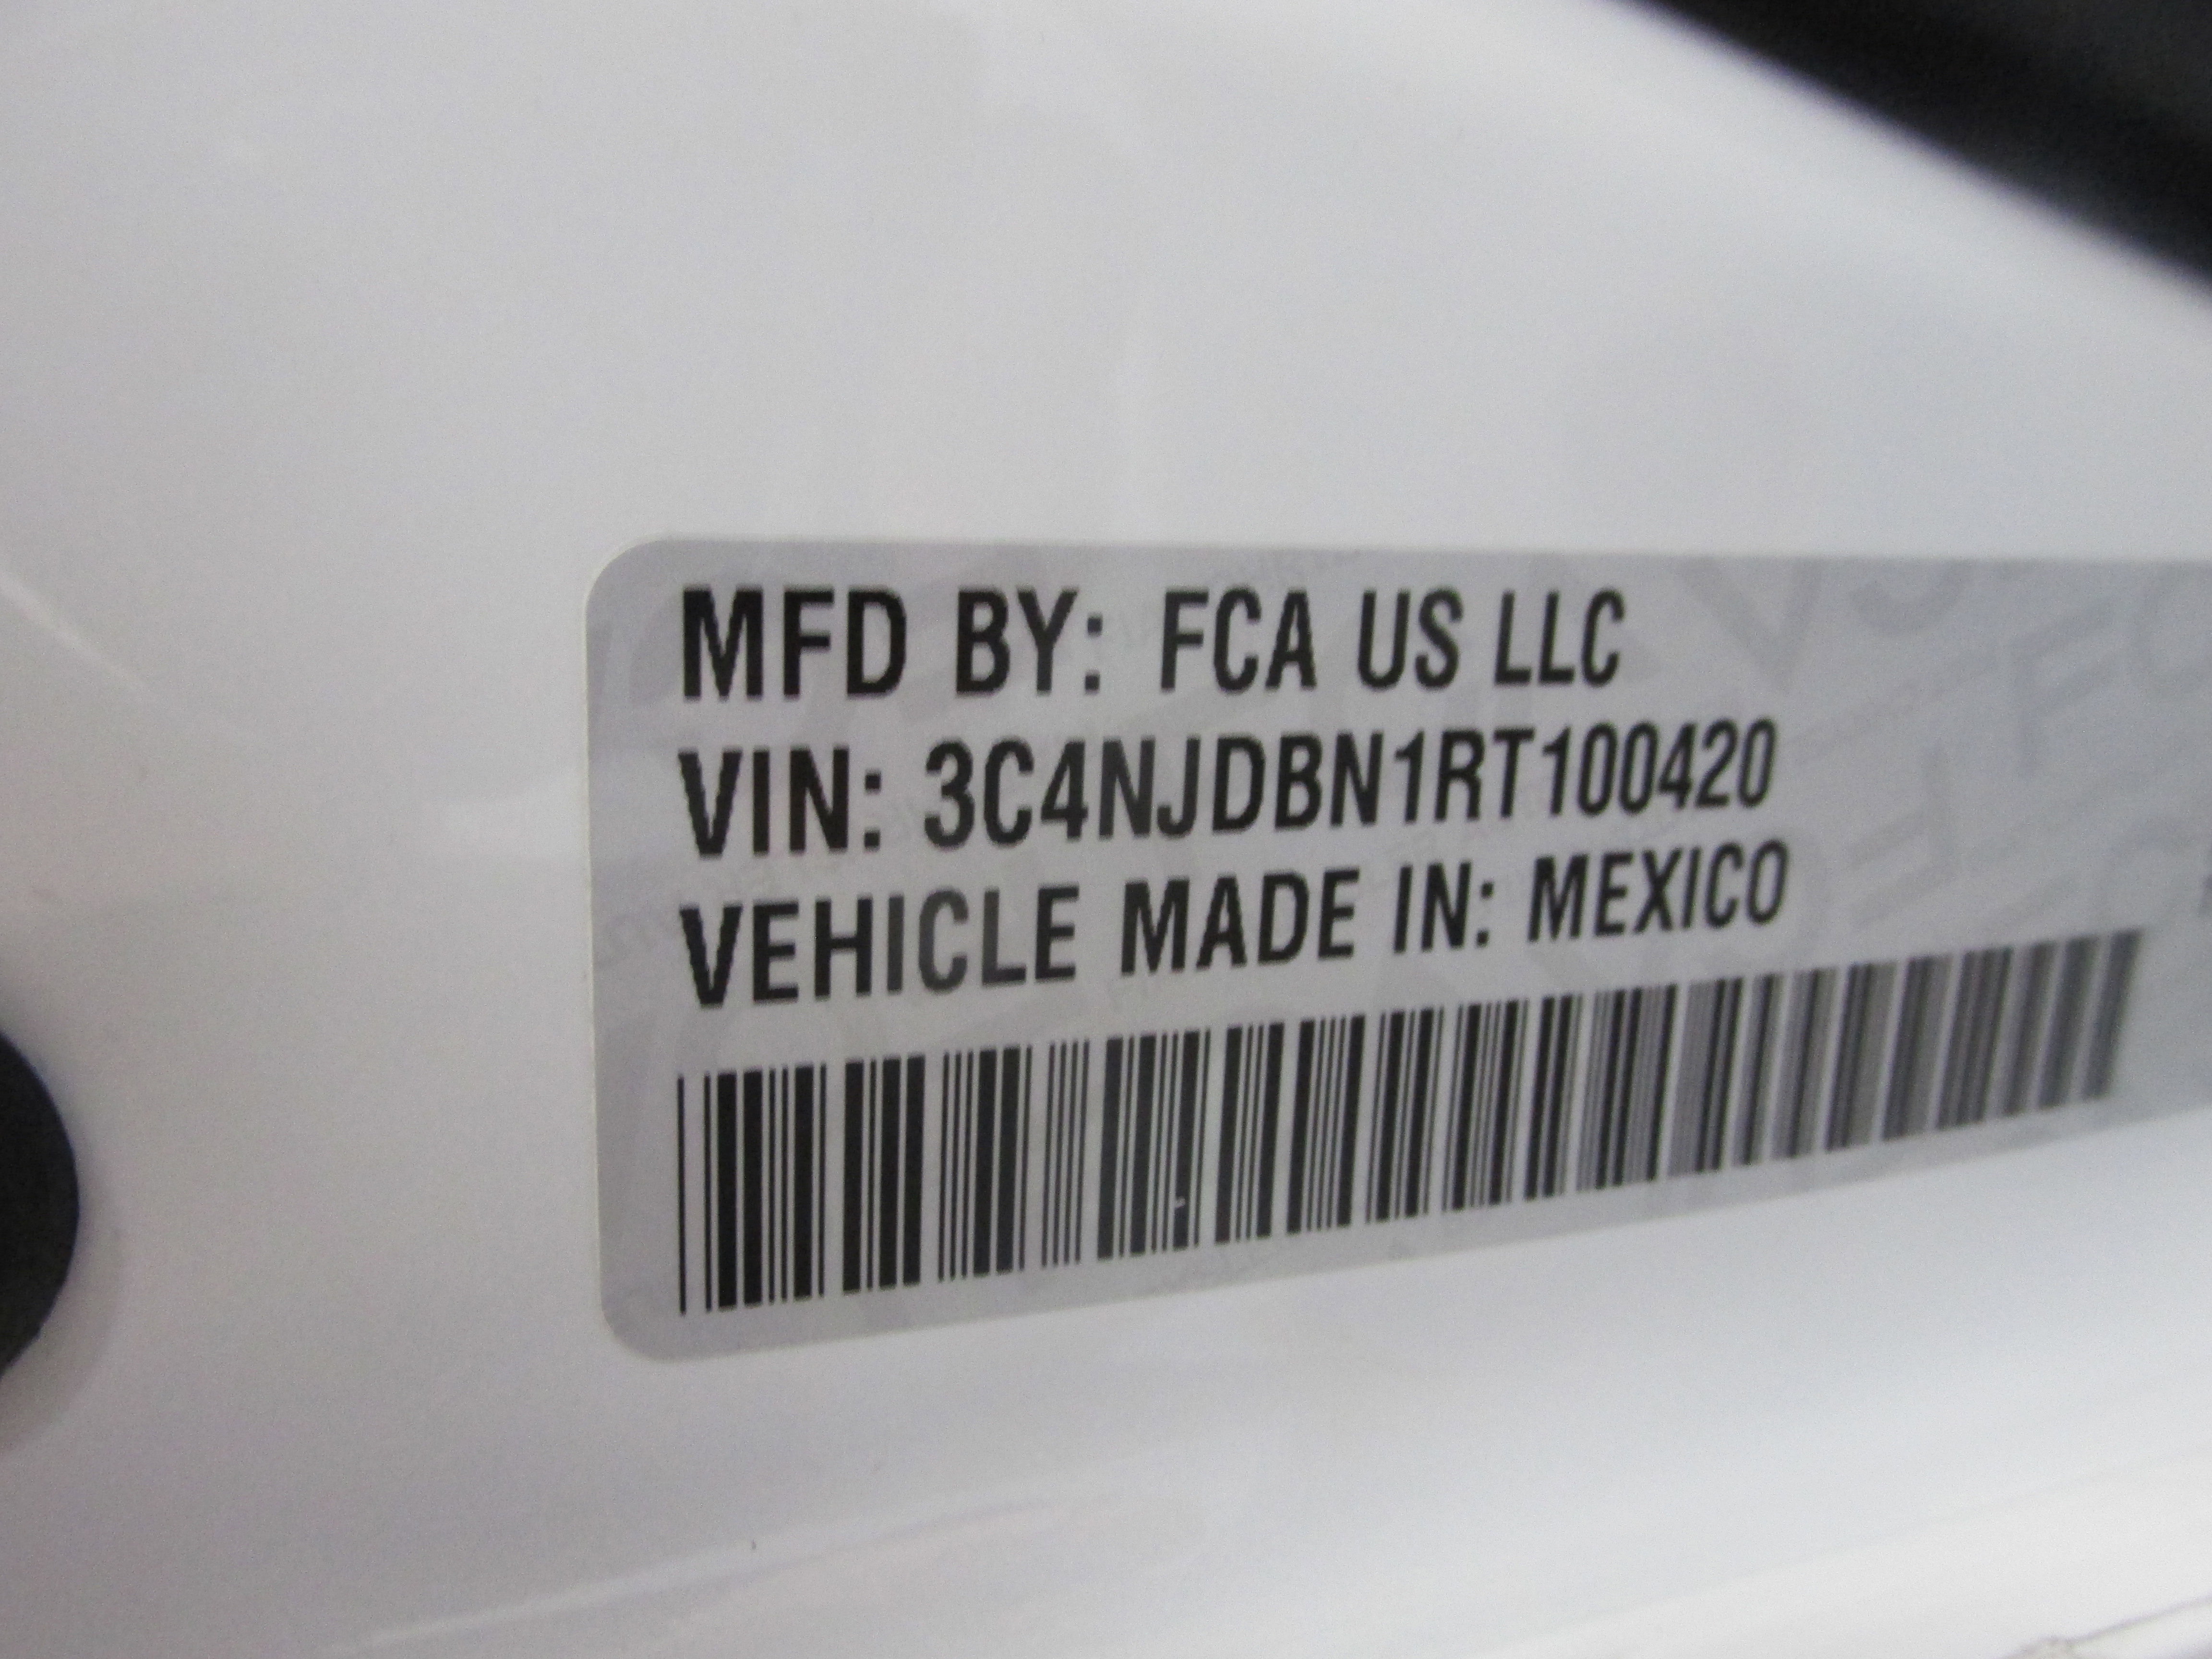 MFD BY: FCA US LLC
VIN: 3C4NJDBN1RT100420
VEHICLE MADE IN: MEXICO